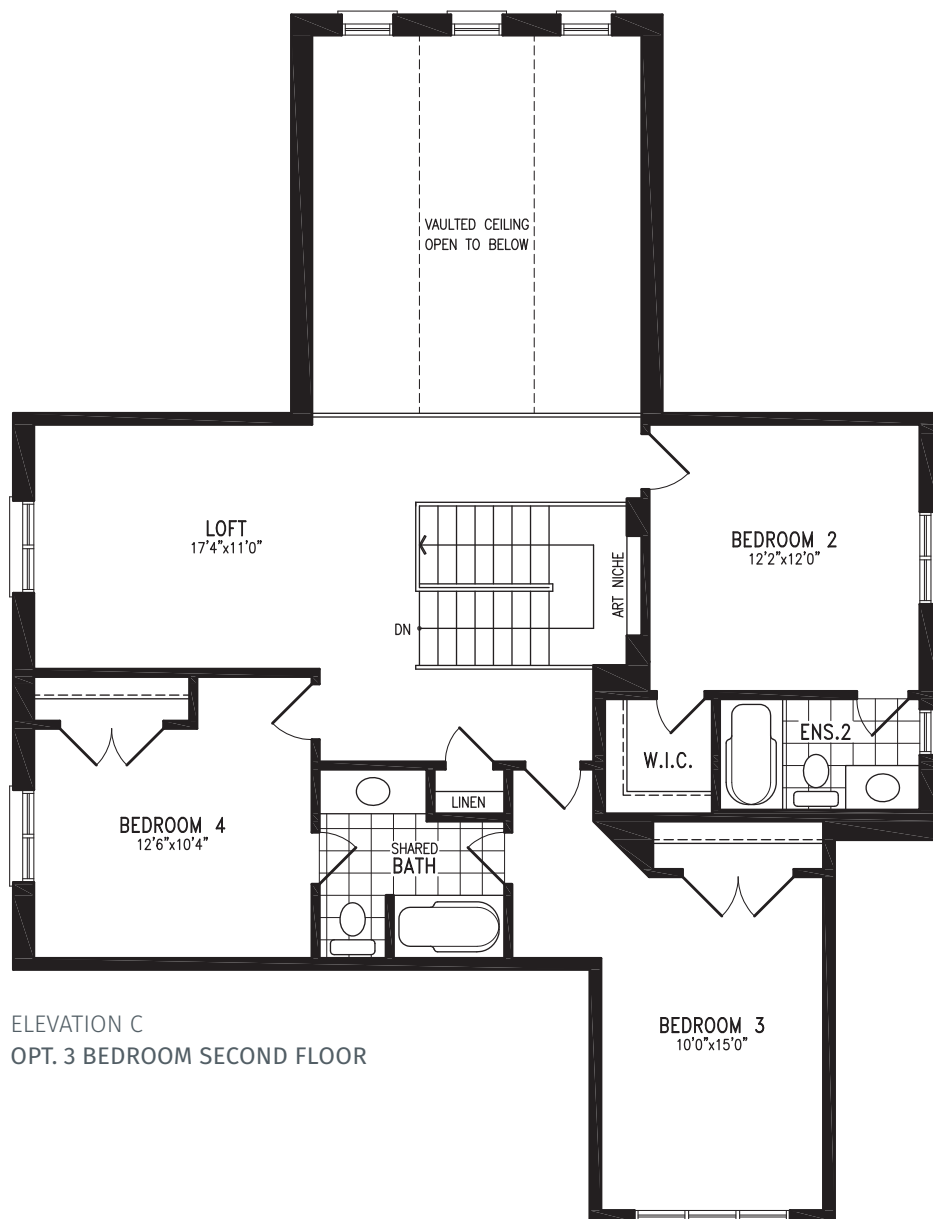 VAULTED CEILING
OPEN TO BELOW
LOFT
17'4"x11'0"
BEDROOM 2
12'2"x12'0"
ART NICHE
DN
ENS.2
W.I.C.
LINEN
BEDROOM 4
12'6"x10'4"
SHARED
BATH
ELEVATION C
OPT. 3 BEDROOM SECOND FLOOR
BEDROOM 3
10'0"x15'0"